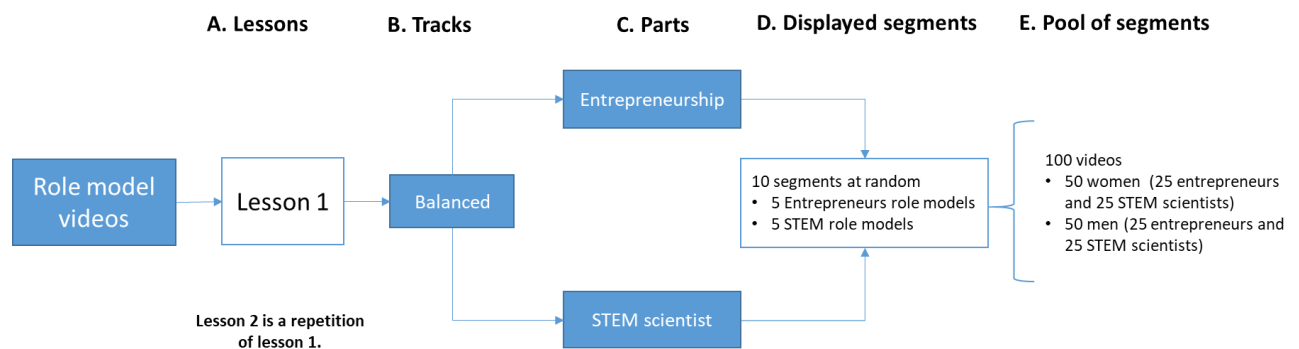 A. Lessons
B. Tracks
C. Parts
D. Displayed segments
E. Pool of segments
Role model
videos
Lesson 1
Balanced
Entrepreneurship
STEM scientist
10 segments at random
• 5 Entrepreneurs role models
• 5 STEM role models
100 videos
• 50 women (25 entrepreneurs
and 25 STEM scientists)
• 50 men (25 entrepreneurs and
25 STEM scientists)
Lesson 2 is a repetition
of lesson 1.